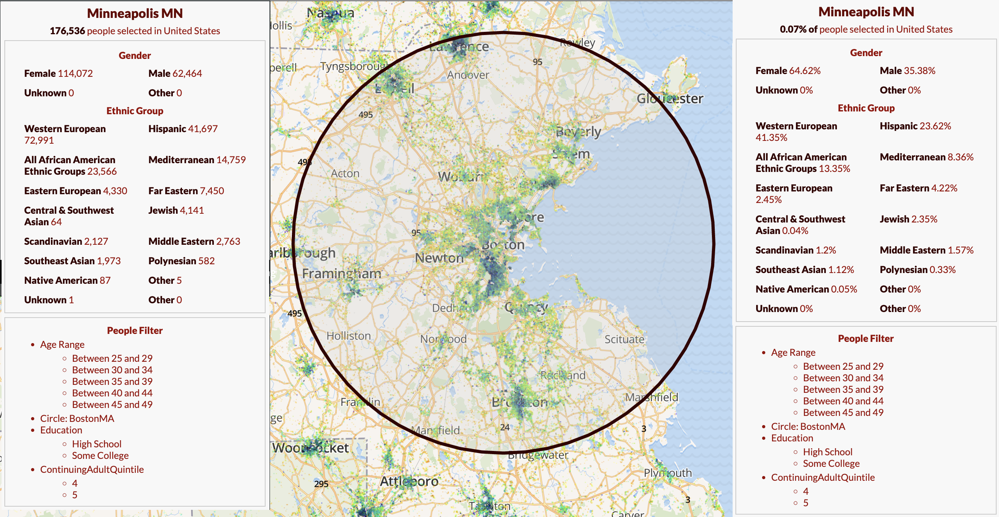 Minneapolis MN
176,536 people selected in United States
Gender
Female 114,072
Male 62,464
Unknown 0
Other 0
Ethnic Group
Western European
72,991
Hispanic 41,697
All African American
Ethnic Groups 23,566
Mediterranean 14,759
Eastern European 4,330
Far Eastern 7,450
Central & Southwest
Asian 64
Jewish 4,141
Scandinavian 2,127
Middle Eastern 2,763
Southeast Asian 1,973
Polynesian 582
Native American 87
Other 5
Unknown 1
Other 0
People Filter
Age Range
Between 25 and 29
Between 30 and 34
Between 35 and 39
Between 40 and 44
Between 45 and 49
Circle: BostonMA
Education
High School
Some College
ContinuingAdultQuintile
4
5
Nashua
Hollis
Lawrence
Rowley
95
perell
Tyngsborough
Andover
Lowell
Gloucester
495
Beverly
Salem
495
Acton
Woburn
Revere
95
Boston
Newton
arlborough
Framingham
Dedham
Quincy
495
Holliston
Norwood
Scituate
Rockland
Franklin
Brockton
Marshfield
ge
Mansfield
24
3
Woonsocket
Bridgewater
Plymouth
295
Attleboro
3
Taunton
Carver
Minneapolis MN
0.07% of people selected in United States
Gender
Female 64.62%
Male 35.38%
Unknown 0%
Other 0%
Ethnic Group
Western European
41.35%
Hispanic 23.62%
All African American
Ethnic Groups 13.35%
Mediterranean 8.36%
Eastern European
2.45%
Far Eastern 4.22%
Central & Southwest
Asian 0.04%
Jewish 2.35%
Scandinavian 1.2%
Middle Eastern 1.57%
Southeast Asian 1.12%
Polynesian 0.33%
Native American 0.05%
Other 0%
Unknown 0%
Other 0%
People Filter
Age Range
Between 25 and 29
Between 30 and 34
Between 35 and 39
Between 40 and 44
Between 45 and 49
Circle: BostonMA
Education
High School
Some College
ContinuingAdultQuintile
4
5